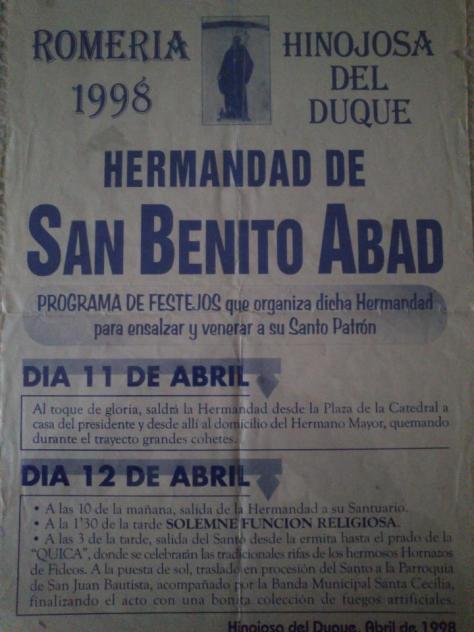 ROMERIA
1998
HINOJOSA
DEL
DUQUE
HERMANDAD DE
SAN BENITO ABAD
PROGRAMA DE FESTEJOS que organiza dicha Hermandad
para ensalzar y venerar a su Santo Patrón
DIA 11 DE ABRIL
Al toque de gloria, saldrá la Hermandad desde la Plaza de la Catedral a
casa del presidente y desde allí al domicilio del Hermano Mayor, quemando
durante el trayecto grandes cohetes.
DIA 12 DE ABRIL
• A las 10 de la mañana, salida de la Hermandad a su Santuario.
• A la 1'30 de la tarde SOLEMNE FUNCION RELIGIOSA.
• A las 3 de la tarde, salida del Santo desde la ermita hasta el prado de la
"QUICA", donde se celebrarán las tradicionales rifas de los hermosos Hornazos
de Fideos. A la puesta de sol, traslado en procesión del Santo a la Parroquia
de San Juan Bautista, acompañado por la Banda Municipal Santa Cecilia,
finalizando el acto con una bonita colección de fuegos artificiales.
Hinojosa del Duque, Abril de 1998